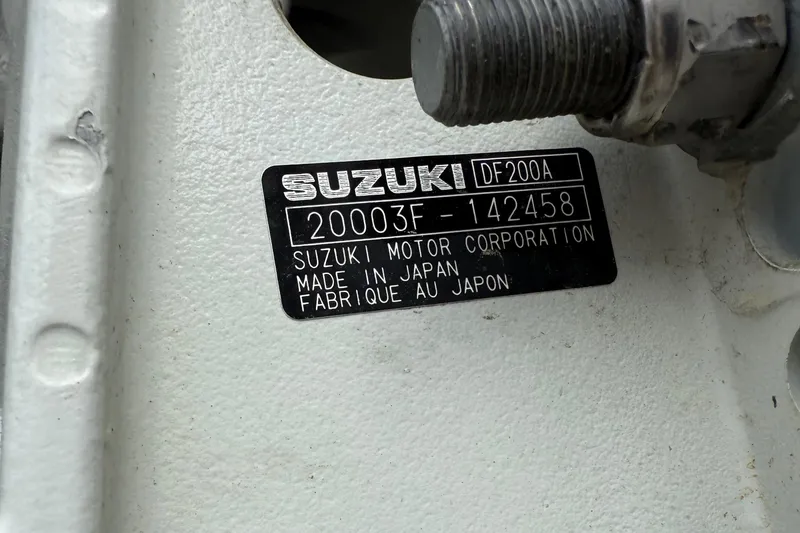 SUZUKI DF200A
20003F-142458
SUZUKI MOTOR CORPORATION
MADE IN JAPAN
FABRIQUE AU JAPON